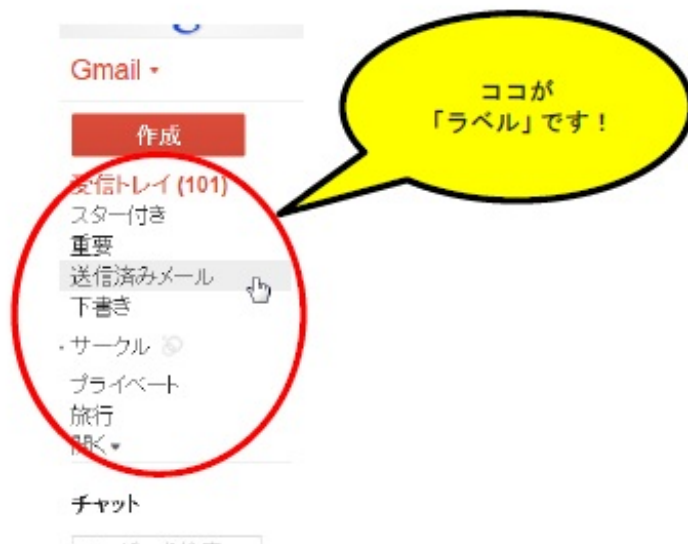 Gmail
作成
ココが
「ラベル」です！
受信トレイ (101)
スター付き
重要
送信済みメール
下書き
サークル
プライベート
旅行
開く
チャット